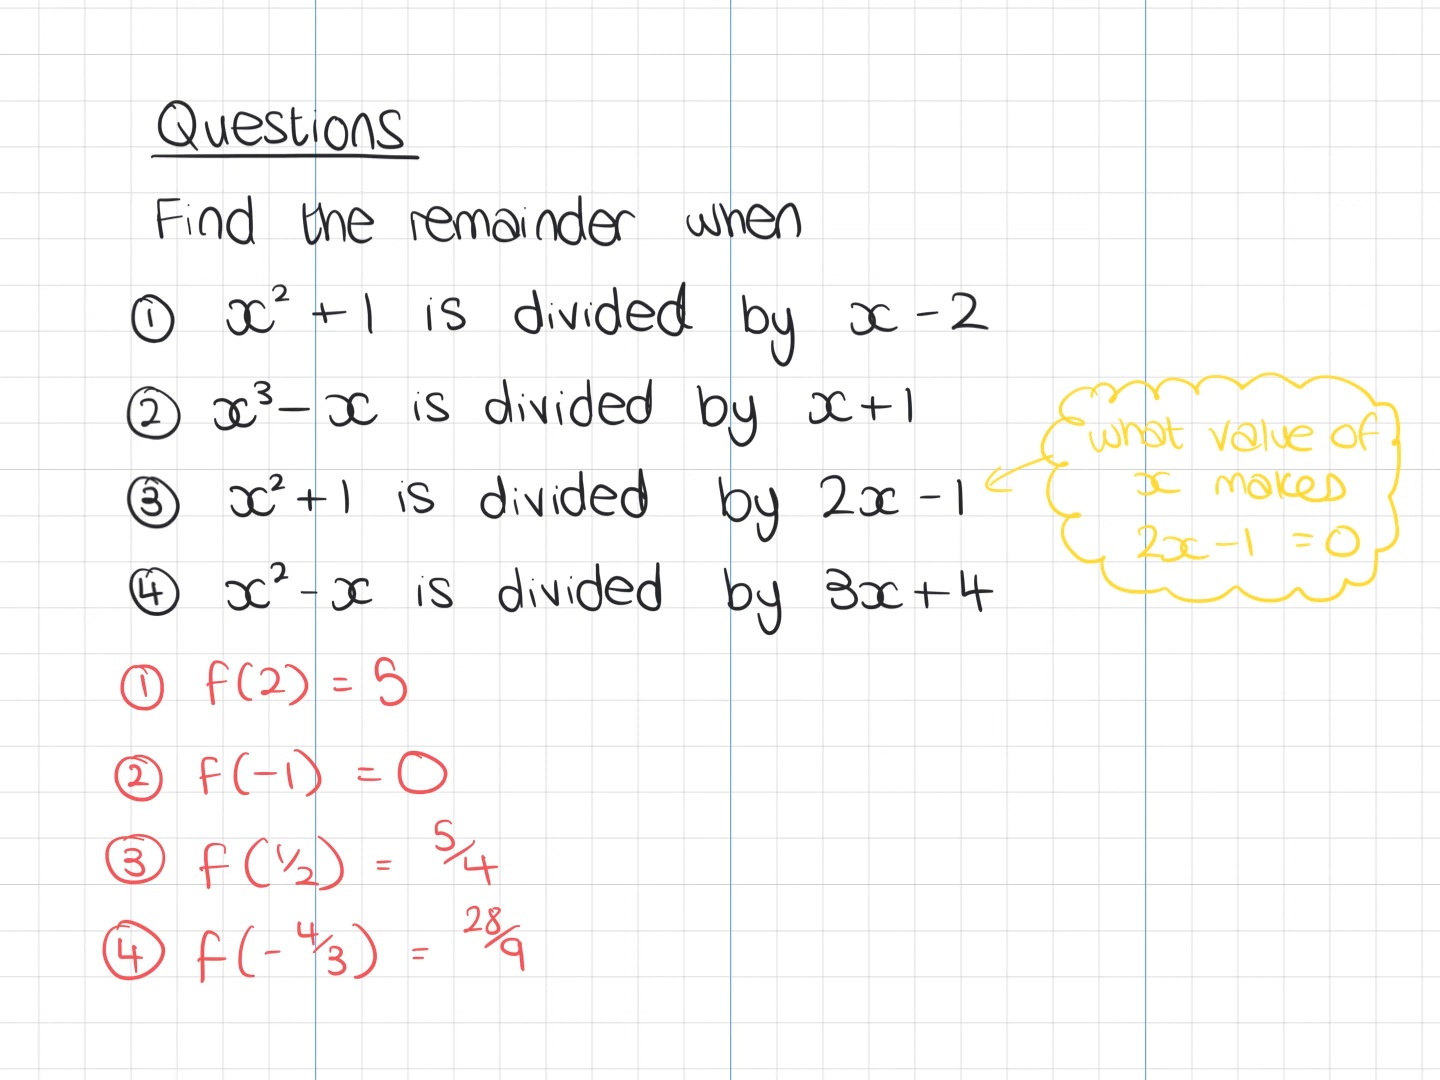 Questions
Find the remainder when
① x² + 1 is divided by x - 2
② x³ - x is divided by x + 1
③ x² + 1 is divided by 2x - 1
④ x² - x is divided by 3x + 4
what value of
x makes
2x - 1 = 0
① f(2) = 5
② f(-1) = 0
③ f(1/2) = 5/4
④ f(-4/3) = 28/9